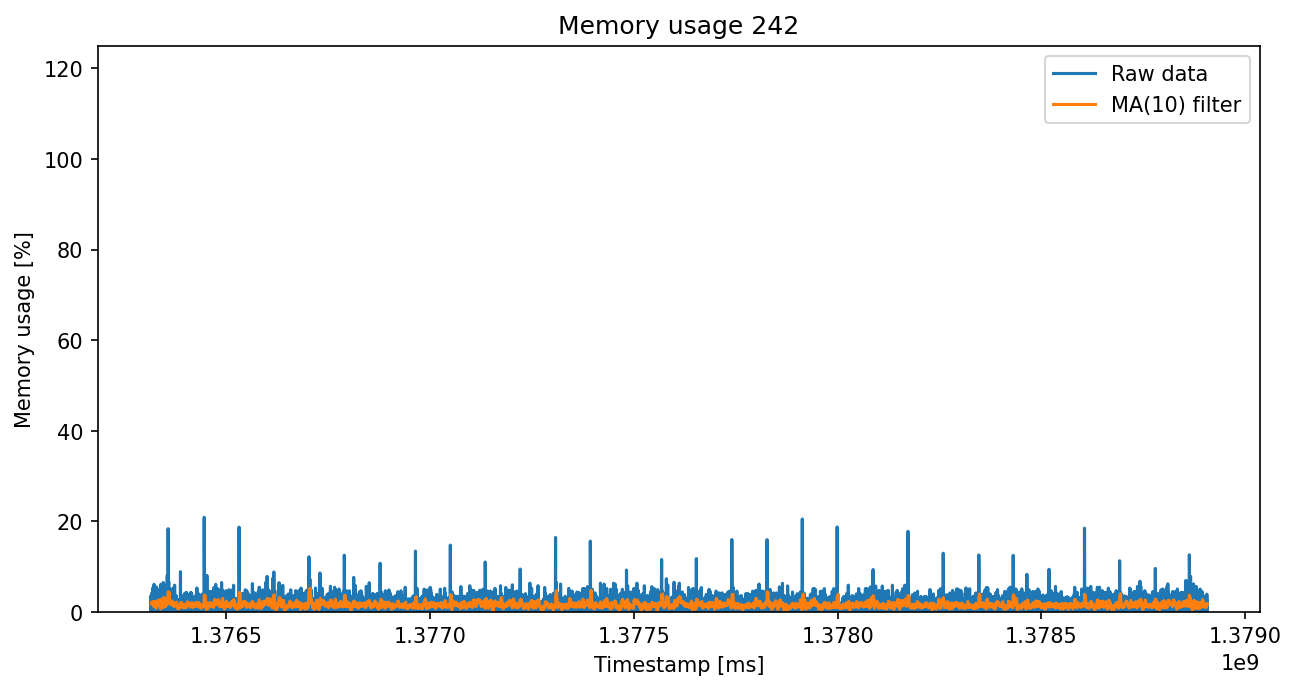 Memory usage 242
Raw data
MA(10) filter
Memory usage [%]
120
100
80
60
40
20
0
1.3765 1.3770 1.3775 1.3780 1.3785 1.3790
1e9
Timestamp [ms]